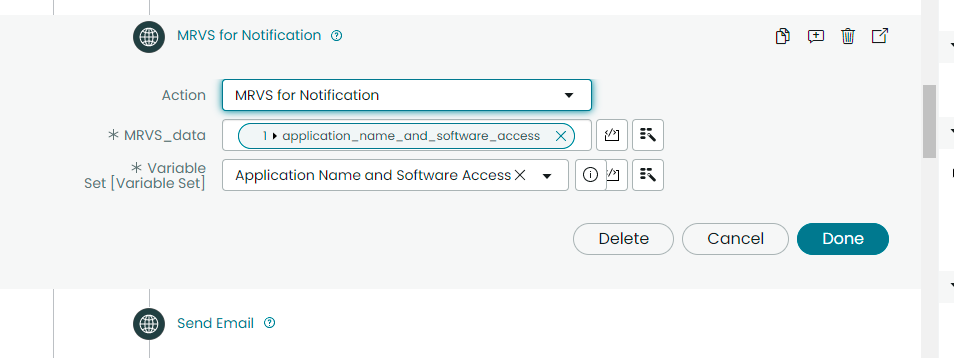 MRVS for Notification
Action
MRVS for Notification
MRVS_data
1 ▸ application_name_and_software_access
Variable
Set [Variable Set]
Application Name and Software Access
Delete
Cancel
Done
Send Email